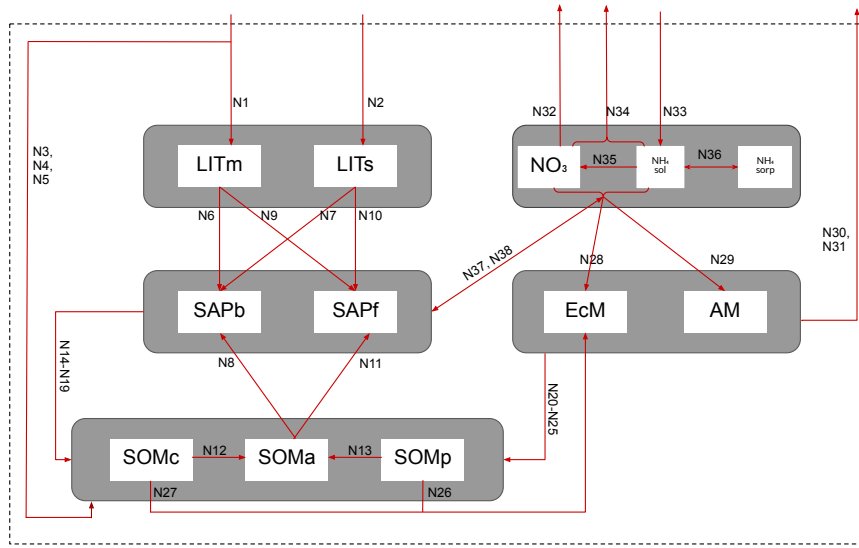 N1
N2
N32
N34
N33
N3,
N4,
N5
LITm
LITs
NO₃
N35
NH₄
sol
N36
NH₄
sorp
N6
N9
N7
N10
N30,
N31
N37, N38
N28
N29
SAPb
SAPf
EcM
AM
N14-N19
N8
N11
N20-N25
SOMc
N12
SOMa
N13
SOMp
N27
N26